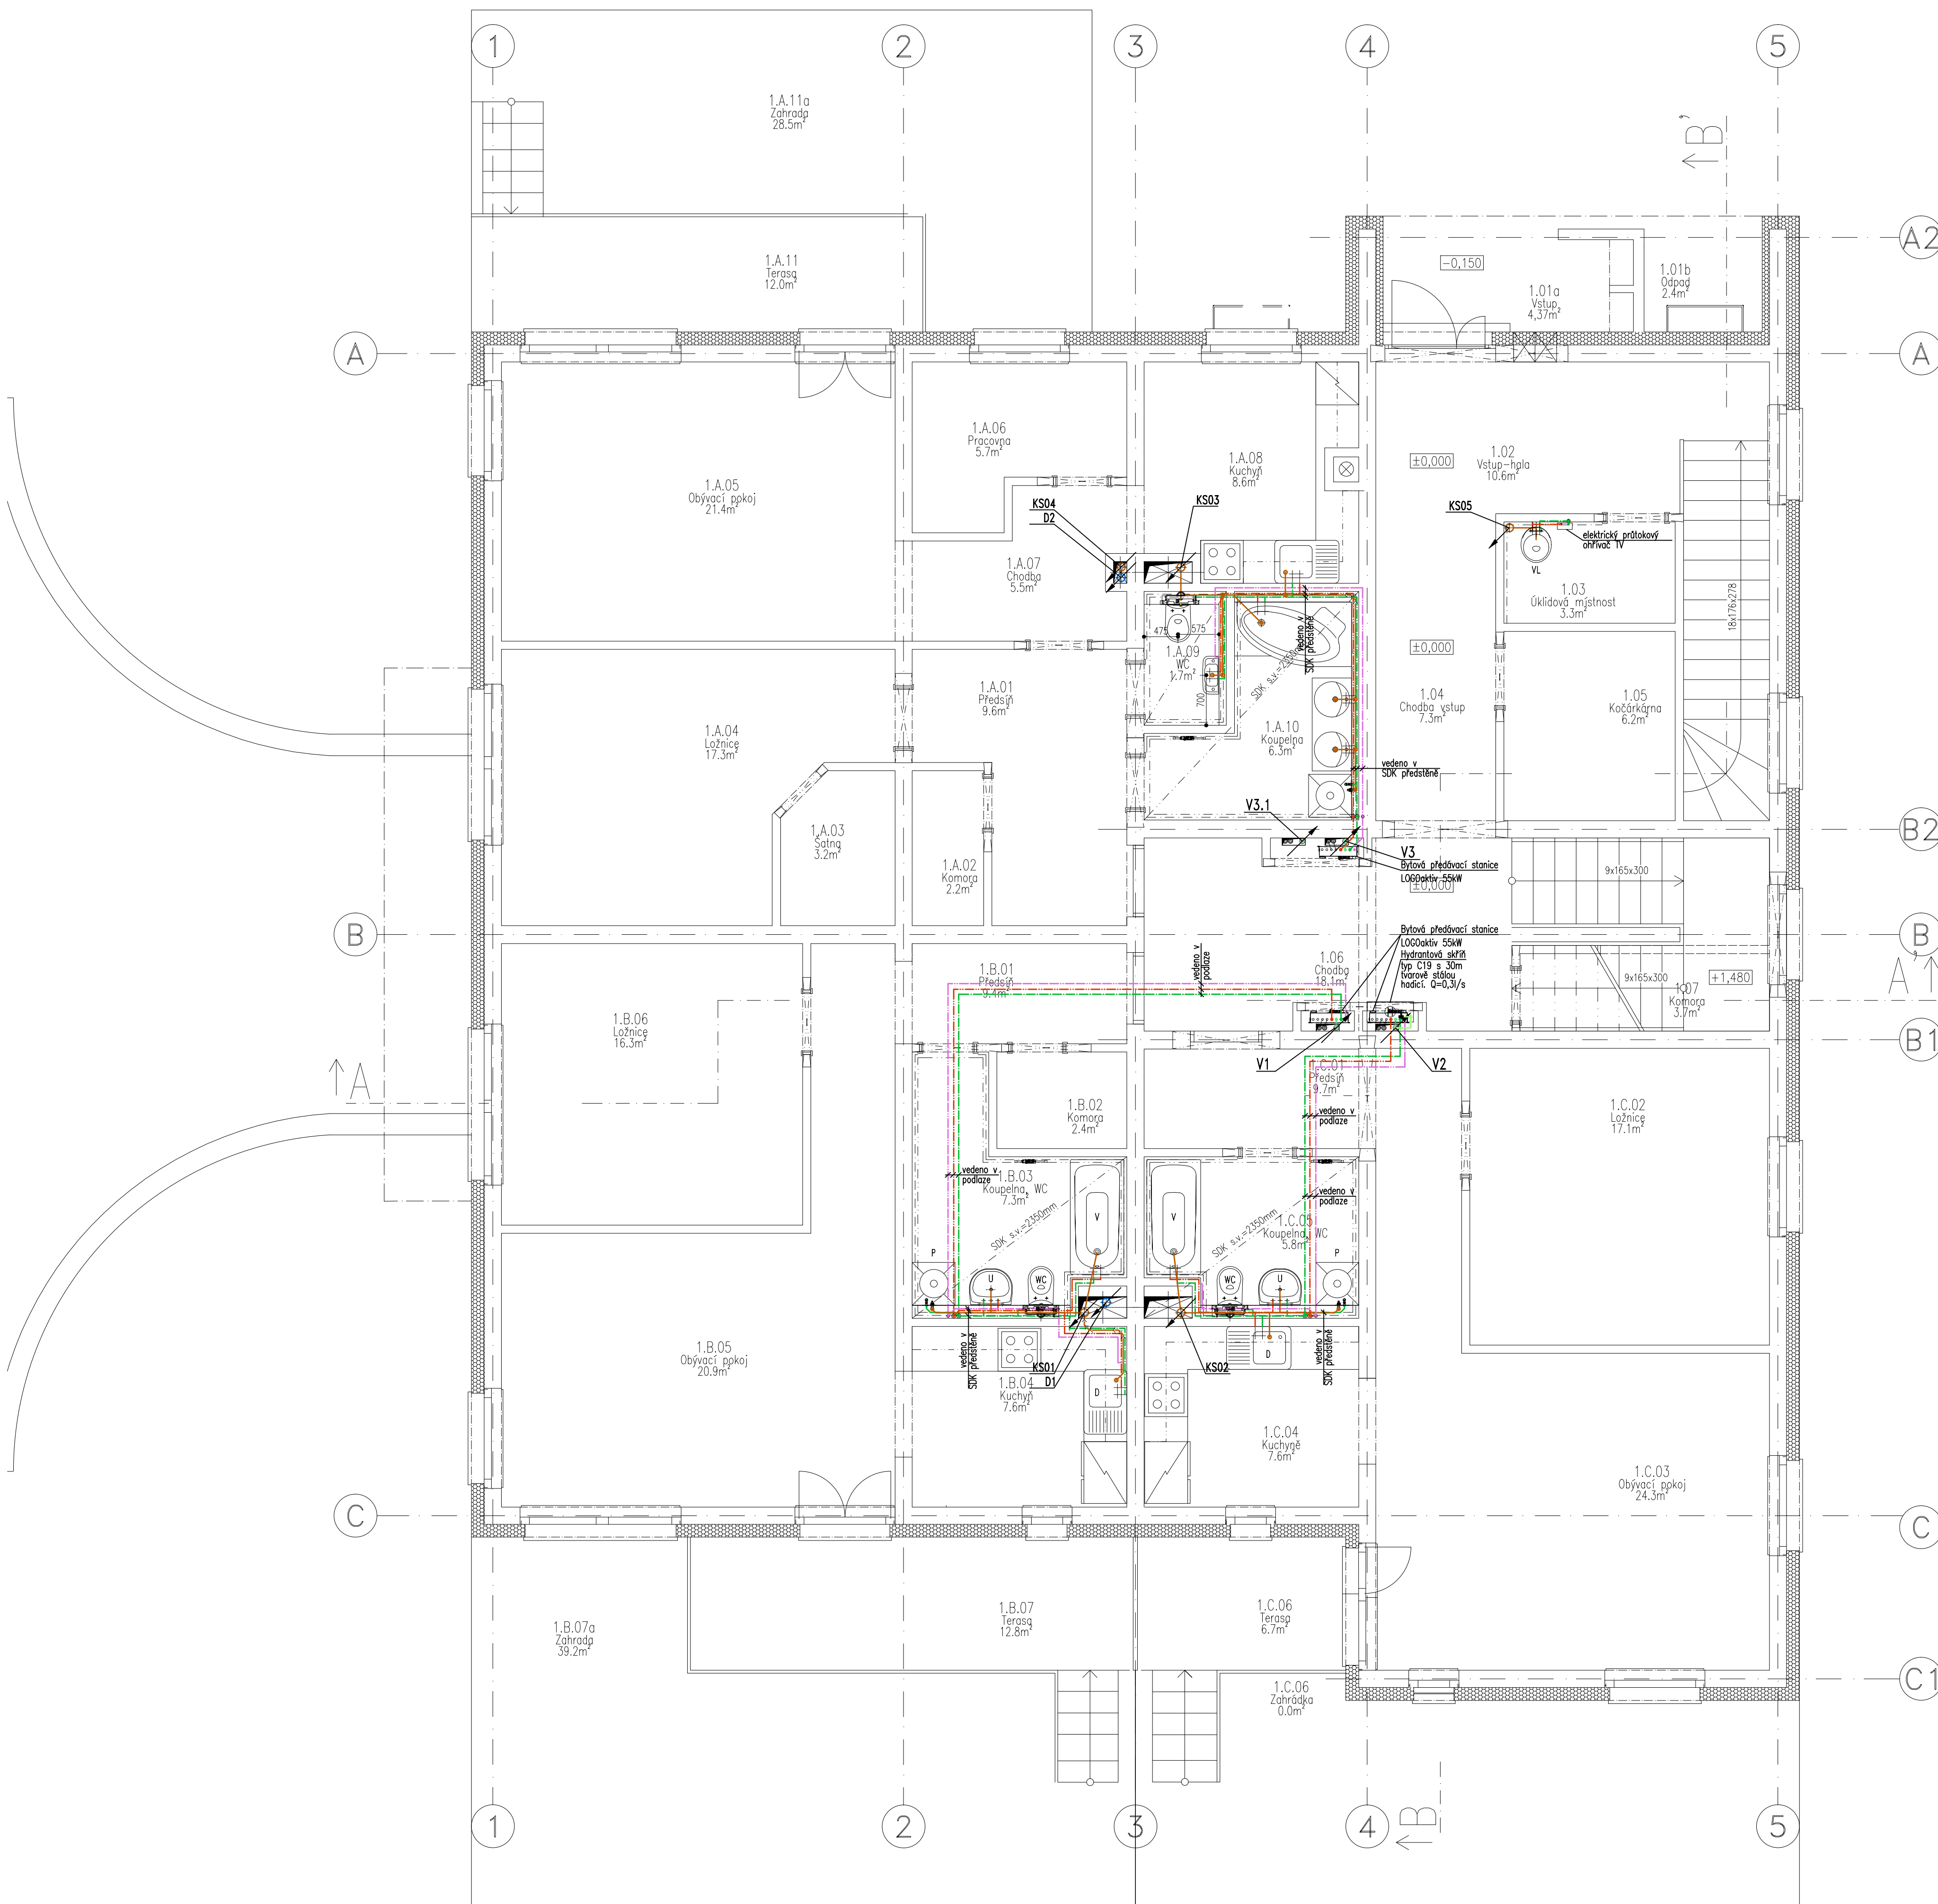 1
2
3
4
5
B'
1.A.11a
Zahrada
28.5m²
A2
-0,150
1.01b
Odpad
2.4m²
1.A.11
Terasa
12.0m²
1.01a
Vstup
4,37m²
A
A
1.A.06
Pracovna
5.7m²
1.A.08
Kuchyň
8.6m²
±0,000
1.02
Vstup-hala
10.6m²
1.A.05
Obývací pokoj
21.4m²
KS04
D2
KS03
KS05
elektrický průtokový
ohřívač TV
VL
1.A.07
Chodba
5.5m²
1.03
Úklidová místnost
3.3m²
18x176x278
475
575
vedeno v
SDK předstěně
1.A.09
WC
1.7m²
SDK s.v.=2350mm
700
±0,000
1.A.01
Předsíň
9.6m²
1.04
Chodba vstup
7.3m²
1.05
Kočárkárna
6.2m²
1.A.04
Ložnice
17.3m²
1.A.10
Koupelna
6.3m²
vedeno v
SDK předstěně
V3.1
1.A.03
Šatna
3.2m²
1.A.02
Komora
2.2m²
V3
Bytová předávací stanice
LOGOaktiv 55kW
±0,000
B2
9x165x300
B
B
Bytová předávací stanice
LOGOaktiv 55kW
Hydrantová skříň
typ C19 s 30m
tvarově stálou
hadicí. Q=0,3l/s
vedeno v
podlaze
1.B.01
Předsíň
9.4m²
1.06
Chodba
18.1m²
9x165x300
+1,480
A'
1.07
Komora
3.7m²
1.B.06
Ložnice
16.3m²
B1
A
V1
V2
1.C.01
Předsíň
9.7m²
1.B.02
Komora
2.4m²
vedeno v
podlaze
1.C.02
Ložnice
17.1m²
vedeno v
podlaze
1.B.03
Koupelna, WC
7.3m²
vedeno v
podlaze
SDK s.v.=2350mm
V
V
SDK s.v.=2350mm
1.C.05
Koupelna, WC
5.8m²
P
U
WC
WC
U
P
vedeno v
SDK předstěně
vedeno v
SDK předstěně
1.B.05
Obývací pokoj
20.9m²
KS01
D1
KS02
D
1.B.04
Kuchyň
7.6m²
D
1.C.04
Kuchyně
7.6m²
1.C.03
Obývací pokoj
24.3m²
C
C
1.B.07a
Zahrada
39.2m²
1.B.07
Terasa
12.8m²
1.C.06
Terasa
6.7m²
1.C.06
Zahrádka
0.0m²
C1
B
1
2
3
4
5